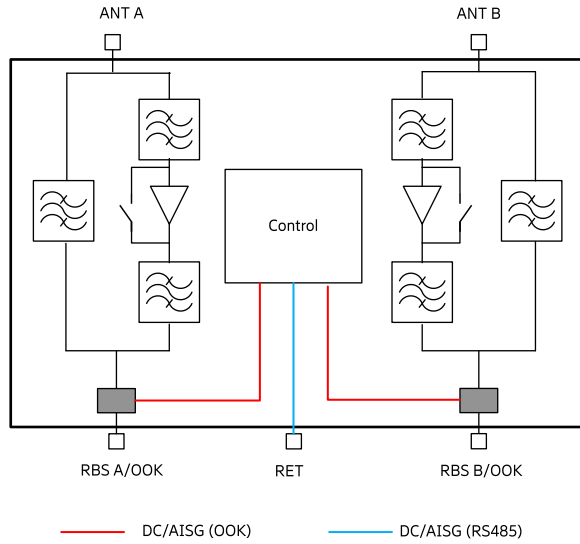 ANT A
ANT B
Control
RBS A/OOK
RET
RBS B/OOK
DC/AISG (OOK)
DC/AISG (RS485)